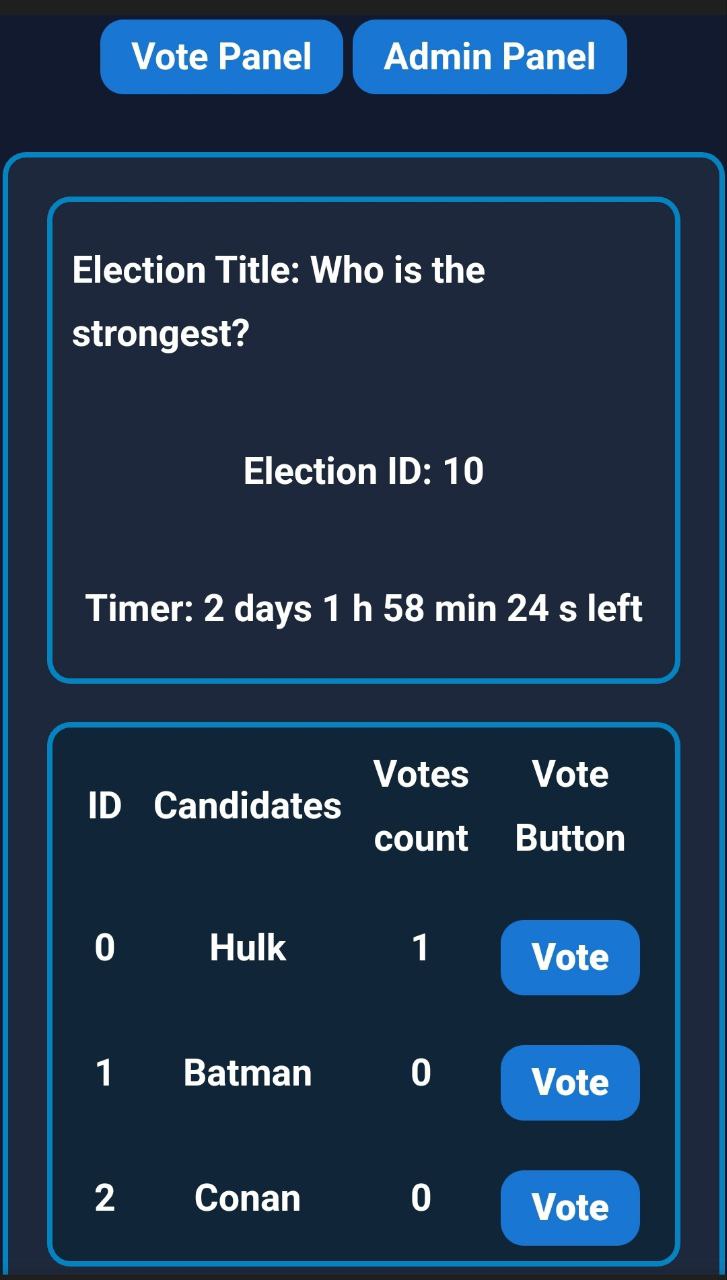 Vote Panel Admin Panel
Election Title: Who is the
strongest?
Election ID: 10
Timer: 2 days 1 h 58 min 24 s left
ID Candidates Votes count Vote Button
0 Hulk 1 Vote
1 Batman 0 Vote
2 Conan 0 Vote